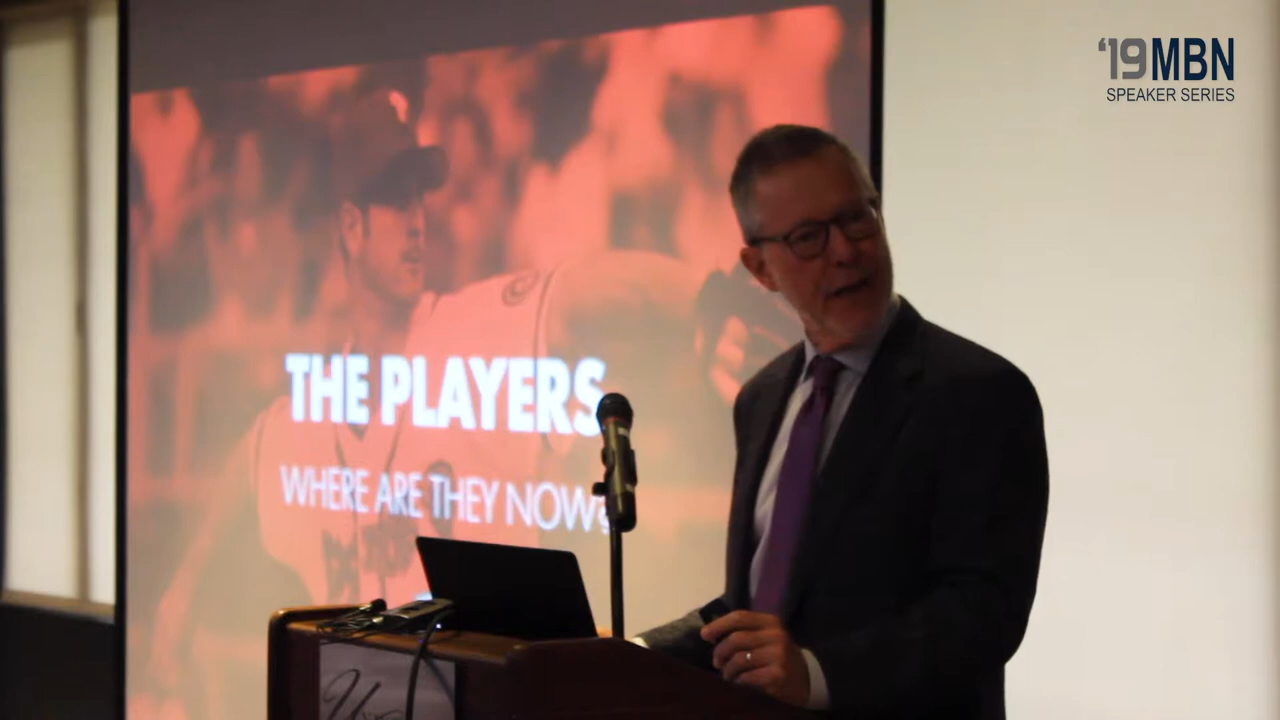 '19MBN
SPEAKER SERIES
THE PLAYERS
WHERE ARE THEY NOW?